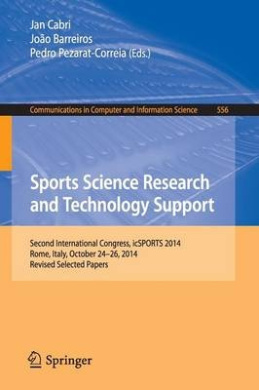 Jan Cabri
João Barreiros
Pedro Pezarat-Correia (Eds.)
Communications in Computer and Information Science 556
Sports Science Research
and Technology Support
Second International Congress, icSPORTS 2014
Rome, Italy, October 24–26, 2014
Revised Selected Papers
Springer